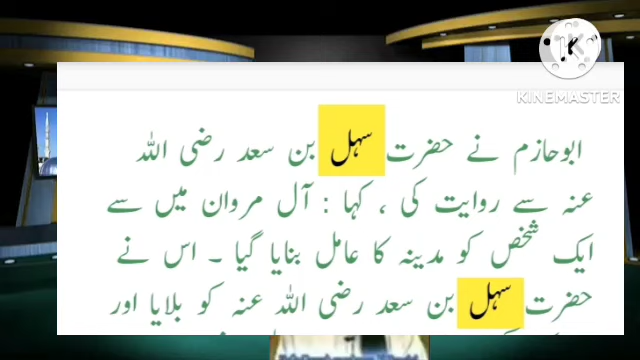 KINEMASTER
ابوحازم نے حضرت سہل بن سعد رضی اللہ
عنہ سے روایت کی ، کہا : آل مروان میں سے
ایک شخص کو مدینہ کا عامل بنایا گیا ۔ اس نے
حضرت سہل بن سعد رضی اللہ عنہ کو بلایا اور